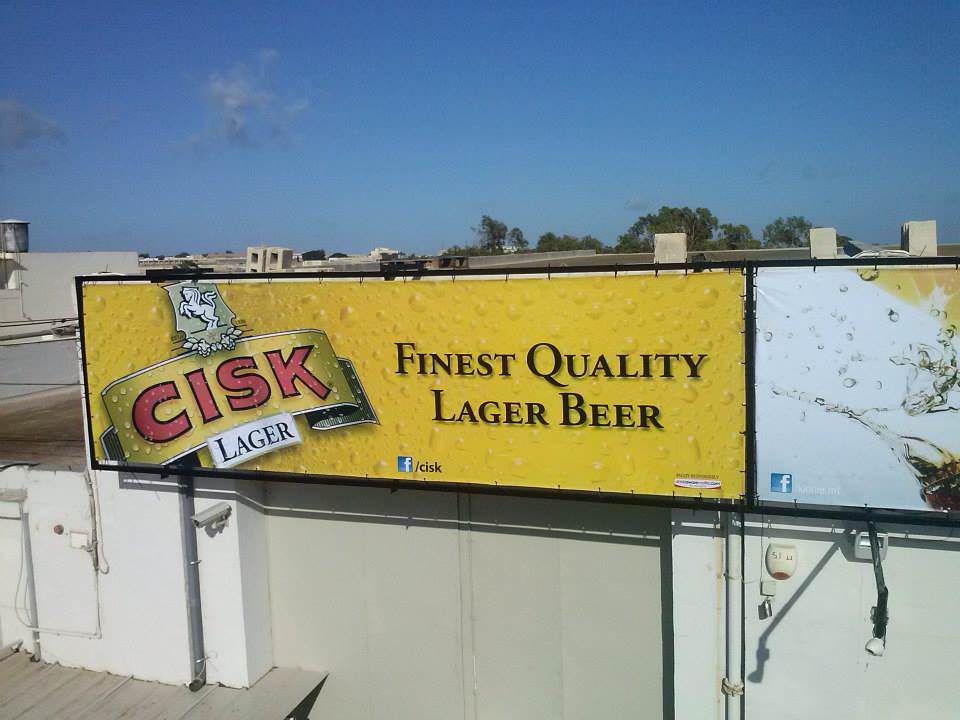 CISK
LAGER
FINEST QUALITY
LAGER BEER
f/cisk
f